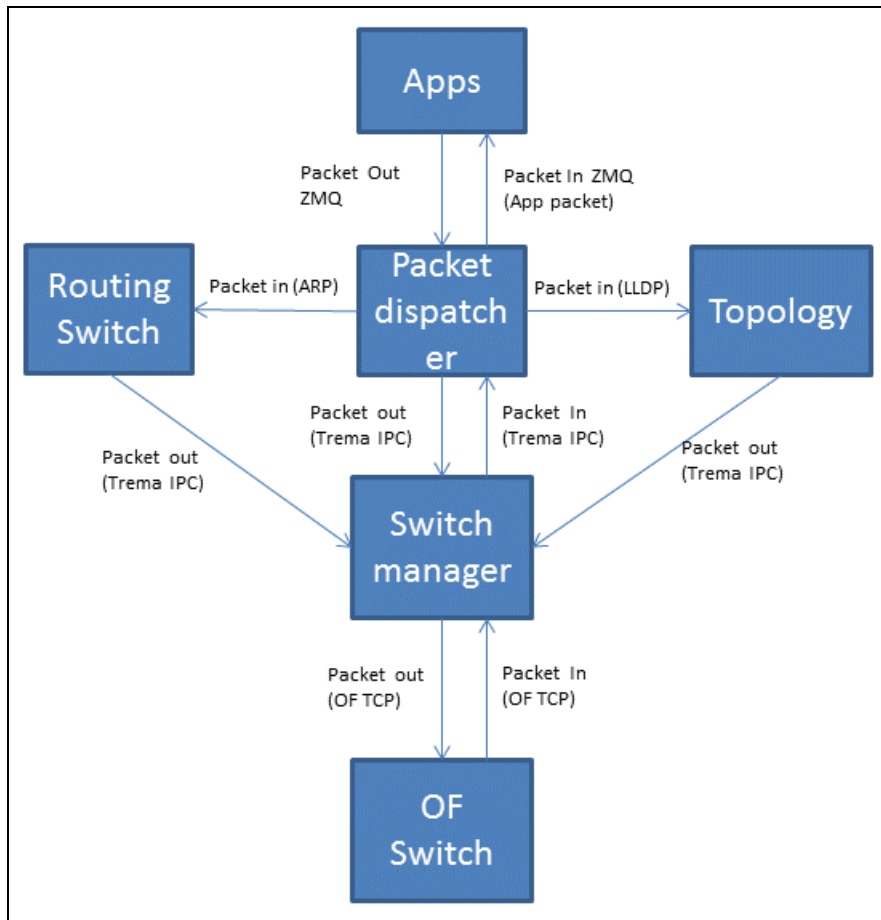 Apps
Packet Out
ZMQ
Packet In ZMQ
(App packet)
Routing
Switch
Packet in (ARP)
Packet
dispatch
er
Packet in (LLDP)
Topology
Packet out
(Trema IPC)
Packet In
(Trema IPC)
Packet out
(Trema IPC)
Packet out
(Trema IPC)
Switch
manager
Packet out
(OF TCP)
Packet In
(OF TCP)
OF
Switch